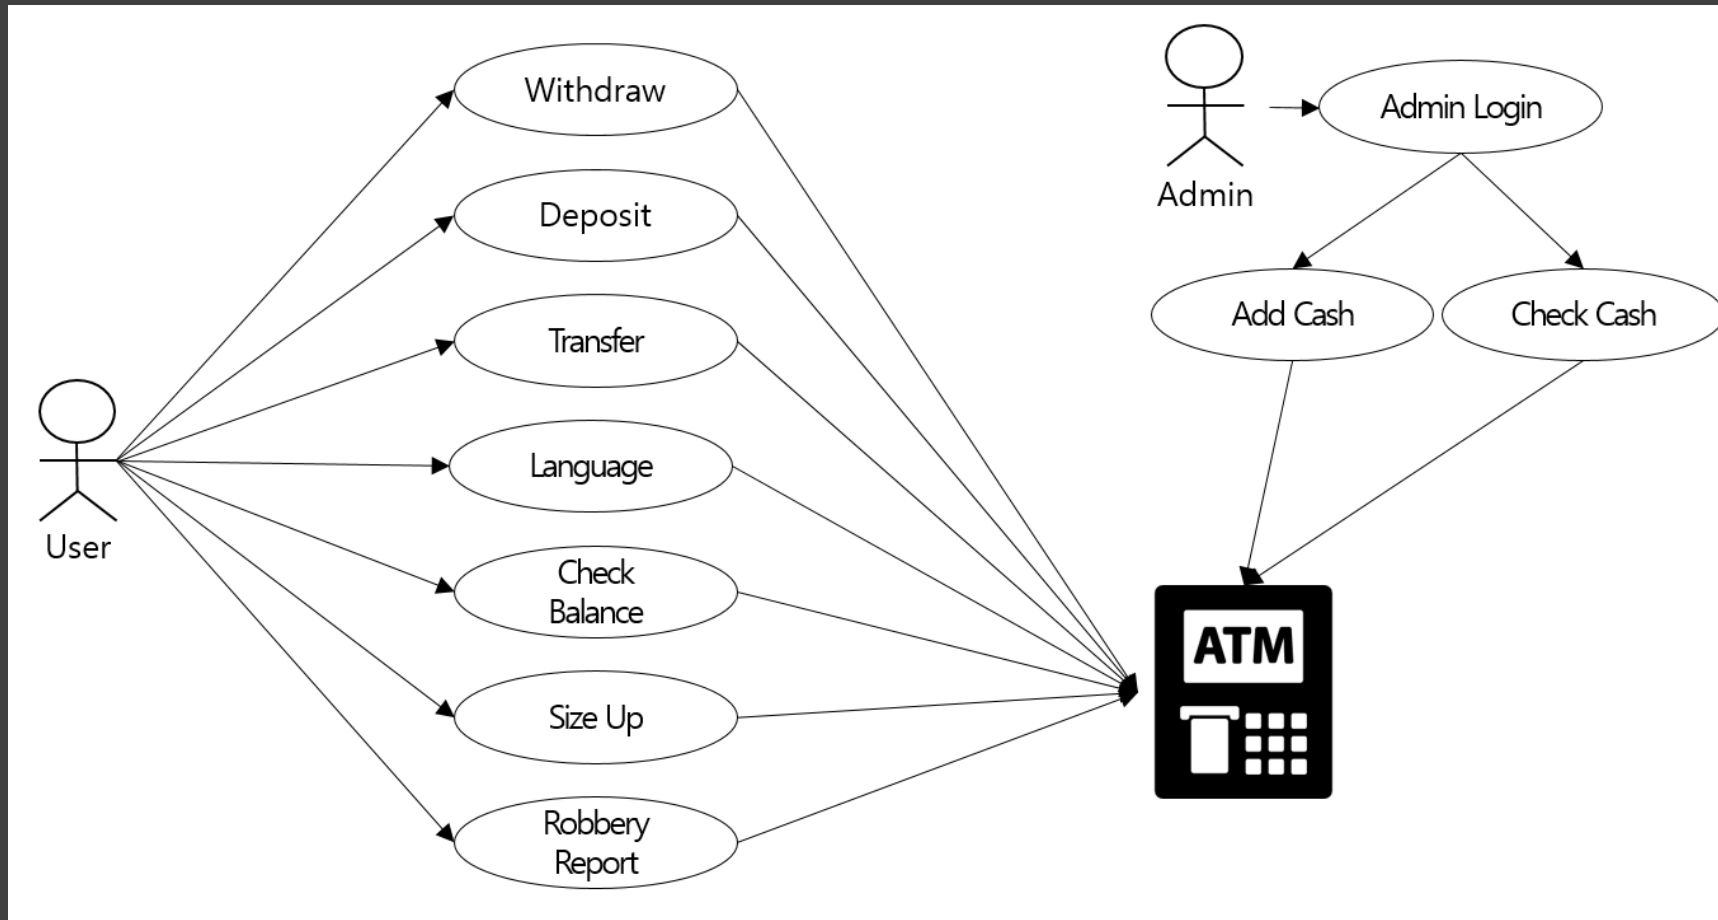 Withdraw
Deposit
Transfer
Language
Check
Balance
Size Up
Robbery
Report
User
Admin
Admin Login
Add Cash
Check Cash
ATM